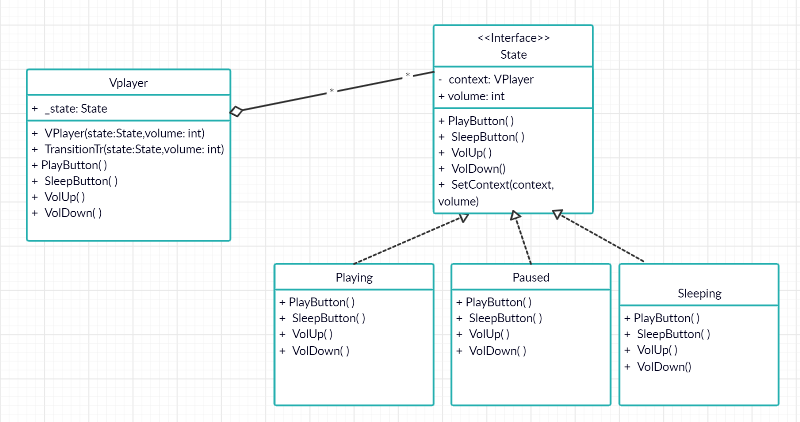 Vplayer
+ _state: State
+ VPlayer(state:State,volume: int)
+ TransitionTr(state:State,volume: int)
+ PlayButton( )
+ SleepButton( )
+ VolUp( )
+ VolDown( )
*
*
<<Interface>>
State
- context: VPlayer
+ volume: int
+ PlayButton( )
+ SleepButton( )
+ VolUp( )
+ VolDown()
+ SetContext(context,
volume)
Playing
+ PlayButton( )
+ SleepButton( )
+ VolUp( )
+ VolDown( )
Paused
+ PlayButton( )
+ SleepButton( )
+ VolUp( )
+ VolDown( )
Sleeping
+ PlayButton( )
+ SleepButton( )
+ VolUp( )
+ VolDown()